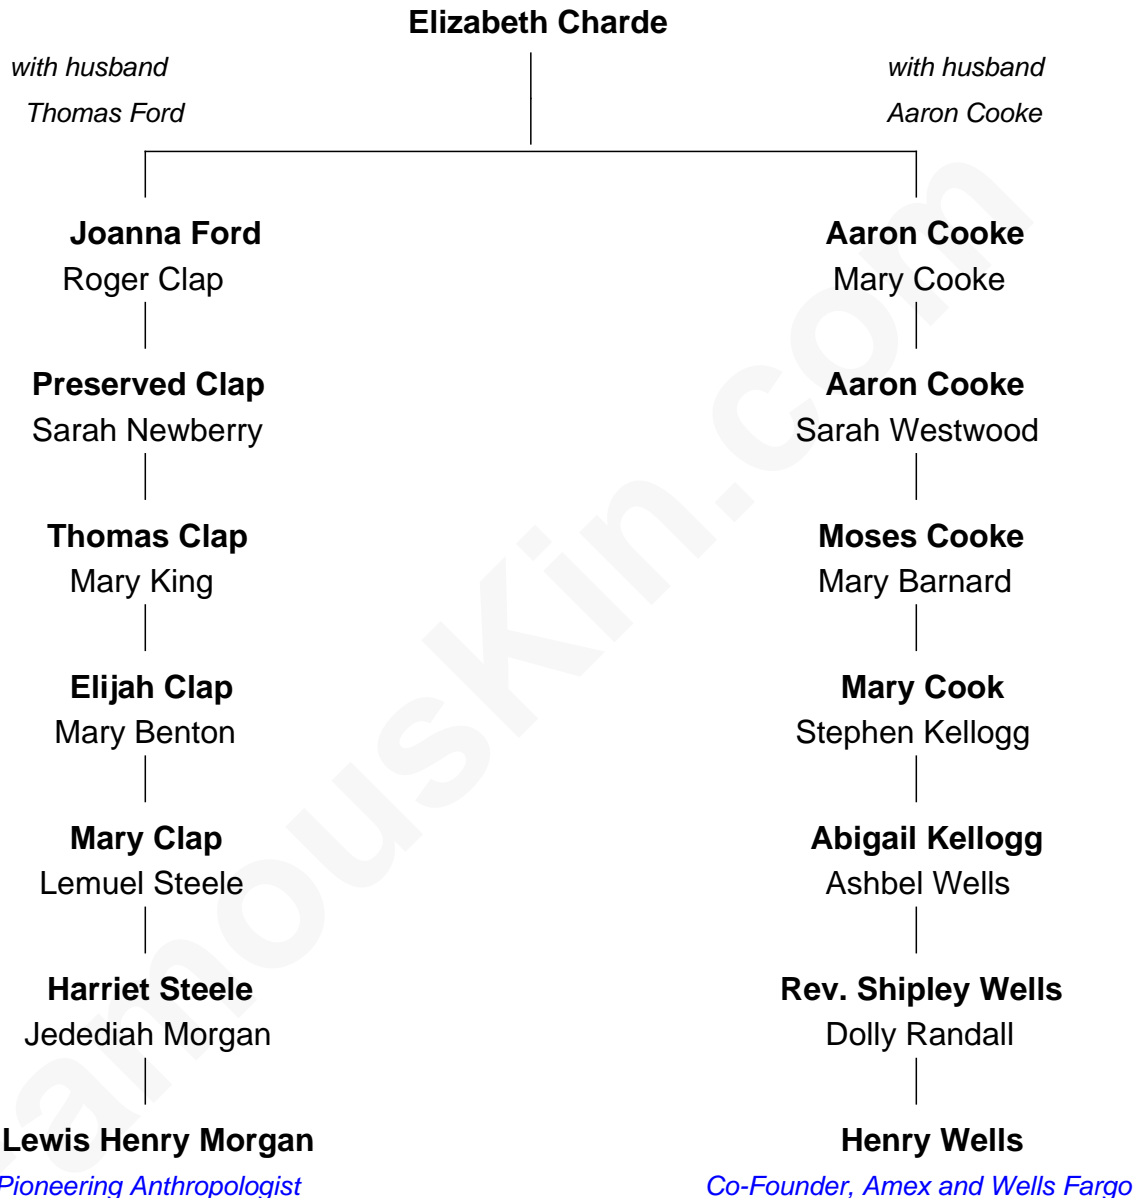 Elizabeth Charde
with husband
Thomas Ford
with husband
Aaron Cooke
Joanna Ford
Roger Clap
Aaron Cooke
Mary Cooke
Preserved Clap
Sarah Newberry
Aaron Cooke
Sarah Westwood
Thomas Clap
Mary King
Moses Cooke
Mary Barnard
Elijah Clap
Mary Benton
Mary Cook
Stephen Kellogg
Mary Clap
Lemuel Steele
Abigail Kellogg
Ashbel Wells
Harriet Steele
Jedediah Morgan
Rev. Shipley Wells
Dolly Randall
Lewis Henry Morgan
Pioneering Anthropologist
Henry Wells
Co-Founder, Amex and Wells Fargo
FamousKin.com